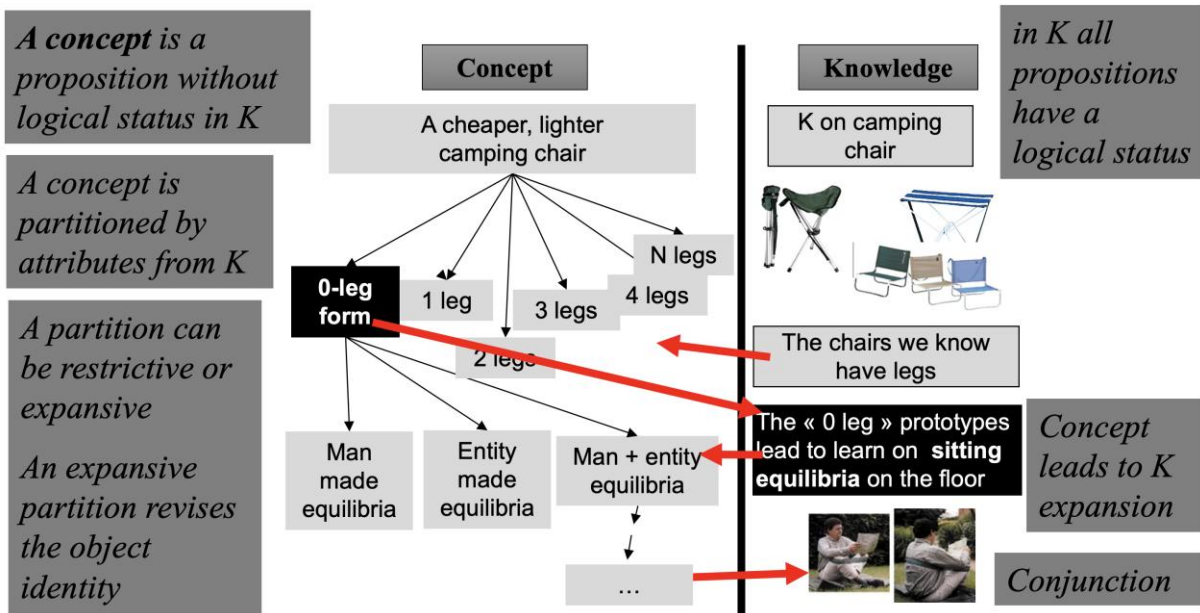 A concept is a
proposition without
logical status in K
A concept is
partitioned by
attributes from K
A partition can
be restrictive or
expansive
An expansive
partition revises
the object
identity
Concept
A cheaper, lighter
camping chair
0-leg
form
1 leg
2 legs
3 legs
4 legs
N legs
Man
made
equilibria
Entity
made
equilibria
Man + entity
equilibria
...
Knowledge
K on camping
chair
The chairs we know
have legs
The « 0 leg » prototypes
lead to learn on sitting
equilibria on the floor
in K all
propositions
have a
logical status
Concept
leads to K
expansion
Conjunction